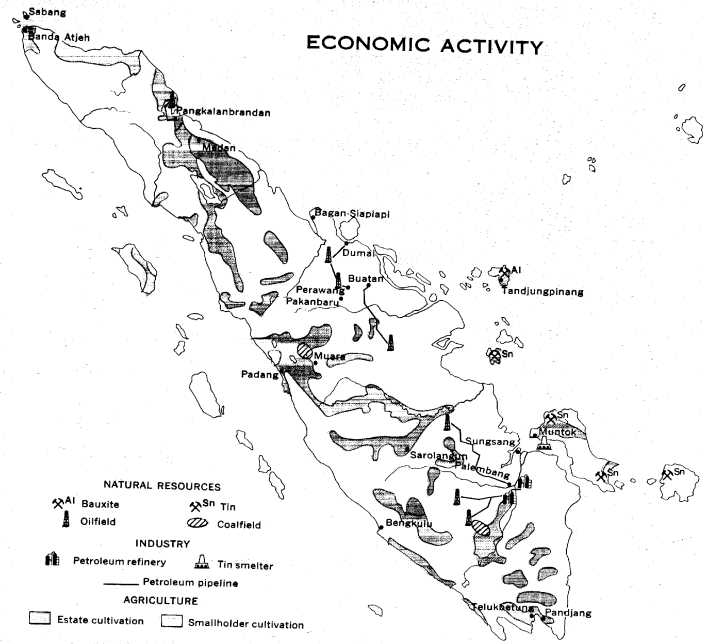 Sabang
Banda Atjeh
ECONOMIC ACTIVITY
Pangkalanbrandan
Medan
Bagan-Siapiapi
Dumai
Al
Buatan
Perawang
Tandjungpinang
Pakanbaru
Sn
Muara
Padang
Sn
Muntok
Sungsang
Sarolangun
Palembang
Sn
Sn
NATURAL RESOURCES
Al Bauxite
Sn Tin
Oilfield
Coalfield
Bengkulu
INDUSTRY
Petroleum refinery
Tin smelter
Petroleum pipeline
AGRICULTURE
Estate cultivation
Smallholder cultivation
Telukbetung
Pandjang